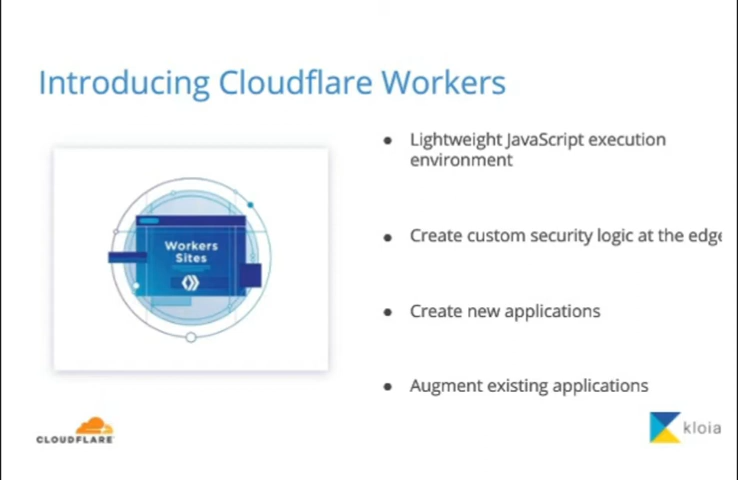 Introducing Cloudflare Workers
Lightweight JavaScript execution
environment
Workers
Sites
Create custom security logic at the edge
Create new applications
Augment existing applications
CLOUDFLARE
kloia